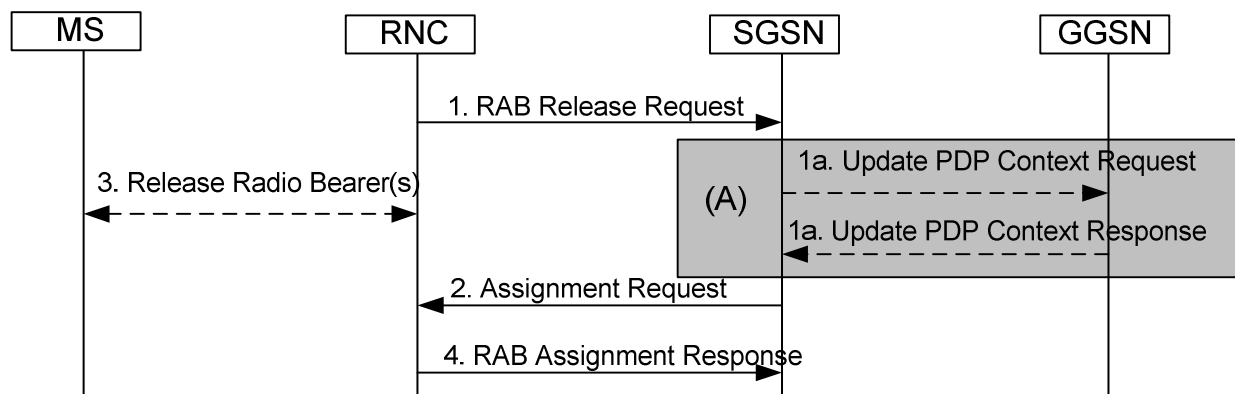 MS
RNC
SGSN
GGSN
1. RAB Release Request
1a. Update PDP Context Request
3. Release Radio Bearer(s)
(A)
1a. Update PDP Context Response
2. Assignment Request
4. RAB Assignment Response